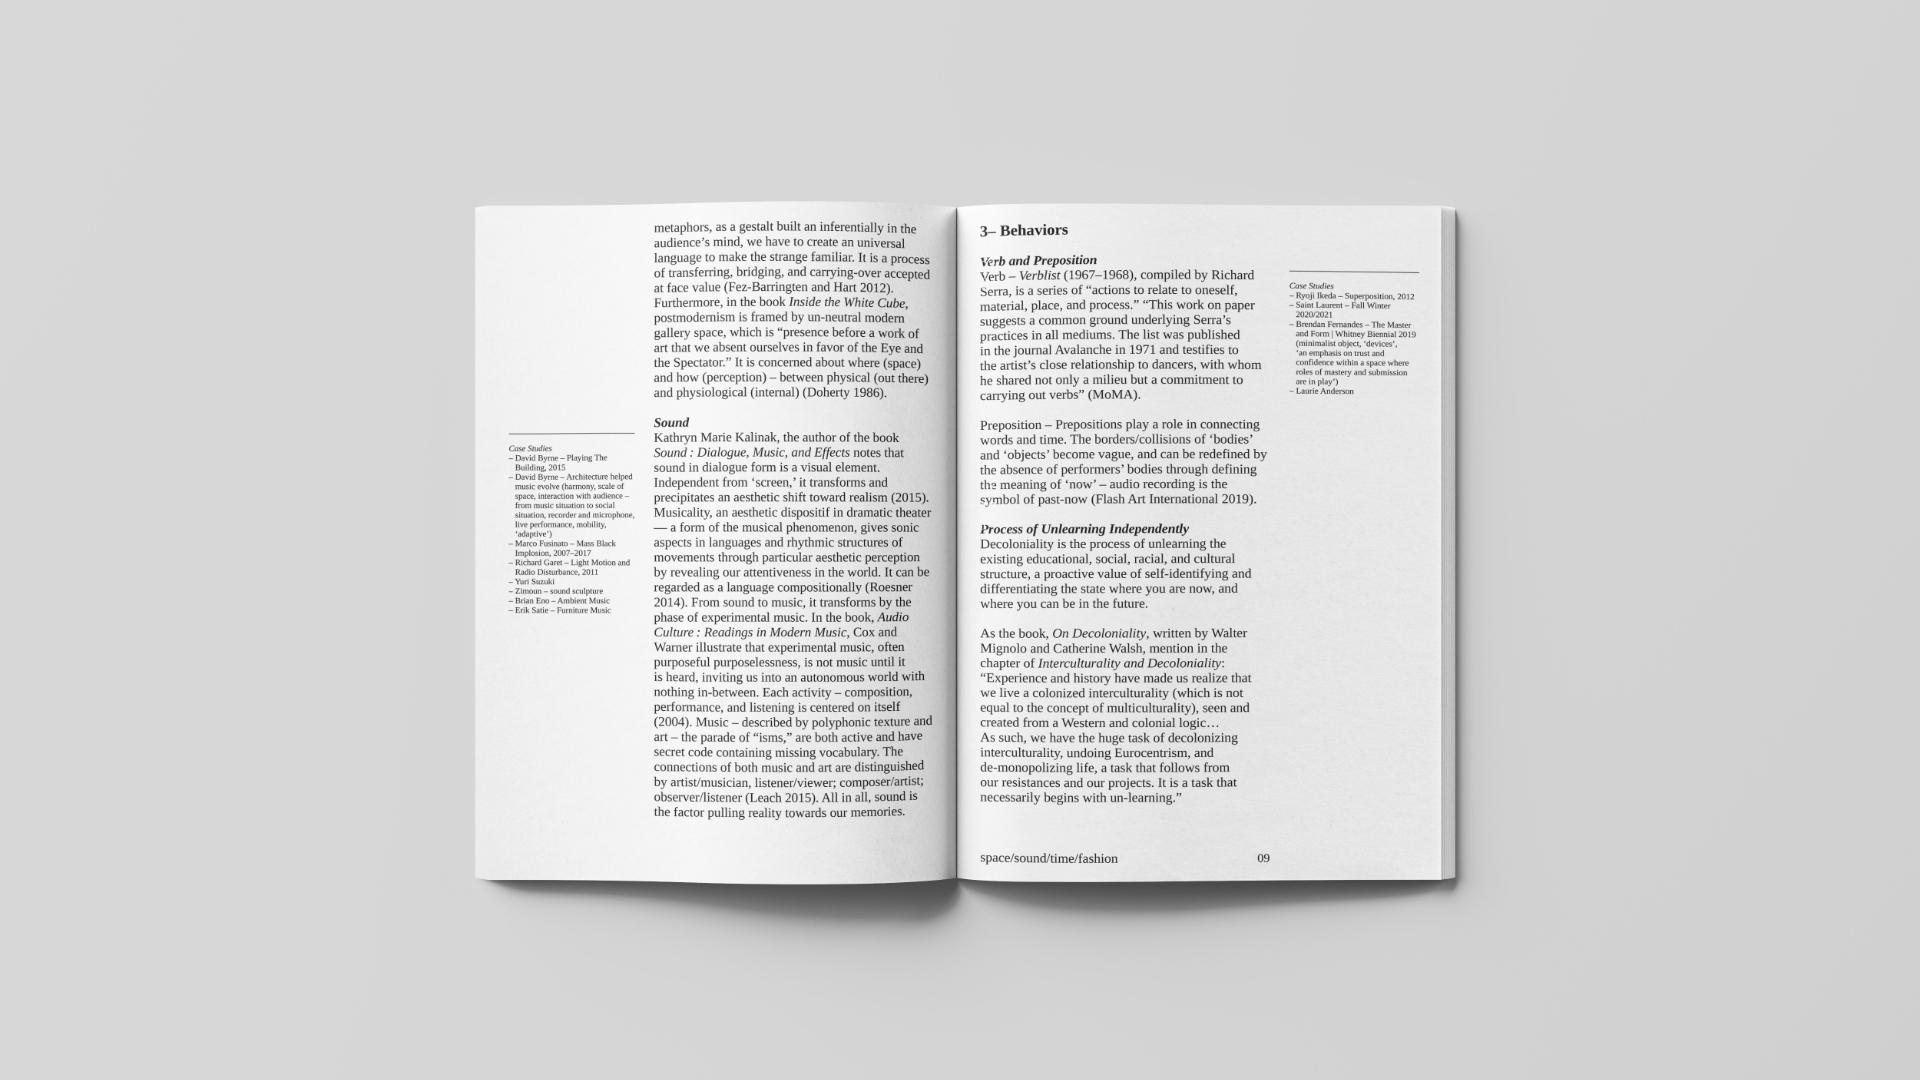 metaphors, as a gestalt built an inferentially in the
audience’s mind, we have to create an universal
language to make the strange familiar. It is a process
of transferring, bridging, and carrying-over accepted
at face value (Fez-Barringten and Hart 2012).
Furthermore, in the book Inside the White Cube,
postmodernism is framed by un-neutral modern
gallery space, which is “presence before a work of
art that we absent ourselves in favor of the Eye and
the Spectator.” It is concerned about where (space)
and how (perception) – between physical (out there)
and physiological (internal) (Doherty 1986).
Sound
Kathryn Marie Kalinak, the author of the book
Sound : Dialogue, Music, and Effects notes that
sound in dialogue form is a visual element.
Independent from ‘screen,’ it transforms and
precipitates an aesthetic shift toward realism (2015).
Musicality, an aesthetic dispositif in dramatic theater
— a form of the musical phenomenon, gives sonic
aspects in languages and rhythmic structures of
movements through particular aesthetic perception
by revealing our attentiveness in the world. It can be
regarded as a language compositionally (Roesner
2014). From sound to music, it transforms by the
phase of experimental music. In the book, Audio
Culture : Readings in Modern Music, Cox and
Warner illustrate that experimental music, often
purposeful purposelessness, is not music until it
is heard, inviting us into an autonomous world with
nothing in-between. Each activity – composition,
performance, and listening is centered on itself
(2004). Music – described by polyphonic texture and
art – the parade of “isms,” are both active and have
secret code containing missing vocabulary. The
connections of both music and art are distinguished
by artist/musician, listener/viewer; composer/artist;
observer/listener (Leach 2015). All in all, sound is
the factor pulling reality towards our memories.
Case Studies
– David Byrne – Playing The
Building, 2015
– David Byrne – Architecture helped
music evolve (harmony, scale of
space, interaction with audience –
from music situation to social
situation, recorder and microphone,
live performance, mobility,
‘adaptive’)
– Marco Fusinato – Mass Black
Implosion, 2007–2017
– Richard Garet – Light Motion and
Radio Disturbance, 2011
– Yuri Suzuki
– Zimoun – sound sculpture
– Brian Eno – Ambient Music
– Erik Satie – Furniture Music
3– Behaviors
Verb and Preposition
Verb – Verblist (1967–1968), compiled by Richard
Serra, is a series of “actions to relate to oneself,
material, place, and process.” “This work on paper
suggests a common ground underlying Serra’s
practices in all mediums. The list was published
in the journal Avalanche in 1971 and testifies to
the artist’s close relationship to dancers, with whom
he shared not only a milieu but a commitment to
carrying out verbs” (MoMA).
Preposition – Prepositions play a role in connecting
words and time. The borders/collisions of ‘bodies’
and ‘objects’ become vague, and can be redefined by
the absence of performers’ bodies through defining
the meaning of ‘now’ – audio recording is the
symbol of past-now (Flash Art International 2019).
Process of Unlearning Independently
Decoloniality is the process of unlearning the
existing educational, social, racial, and cultural
structure, a proactive value of self-identifying and
differentiating the state where you are now, and
where you can be in the future.
As the book, On Decoloniality, written by Walter
Mignolo and Catherine Walsh, mention in the
chapter of Interculturality and Decoloniality:
“Experience and history have made us realize that
we live a colonized interculturality (which is not
equal to the concept of multiculturality), seen and
created from a Western and colonial logic…
As such, we have the huge task of decolonizing
interculturality, undoing Eurocentrism, and
de-monopolizing life, a task that follows from
our resistances and our projects. It is a task that
necessarily begins with un-learning.”
Case Studies
– Ryoji Ikeda – Superposition, 2012
– Saint Laurent – Fall Winter
2020/2021
– Brendan Fernandes – The Master
and Form | Whitney Biennial 2019
(minimalist object, ‘devices’,
‘an emphasis on trust and
confidence within a space where
roles of mastery and submission
are in play’)
– Laurie Anderson
space/sound/time/fashion
09